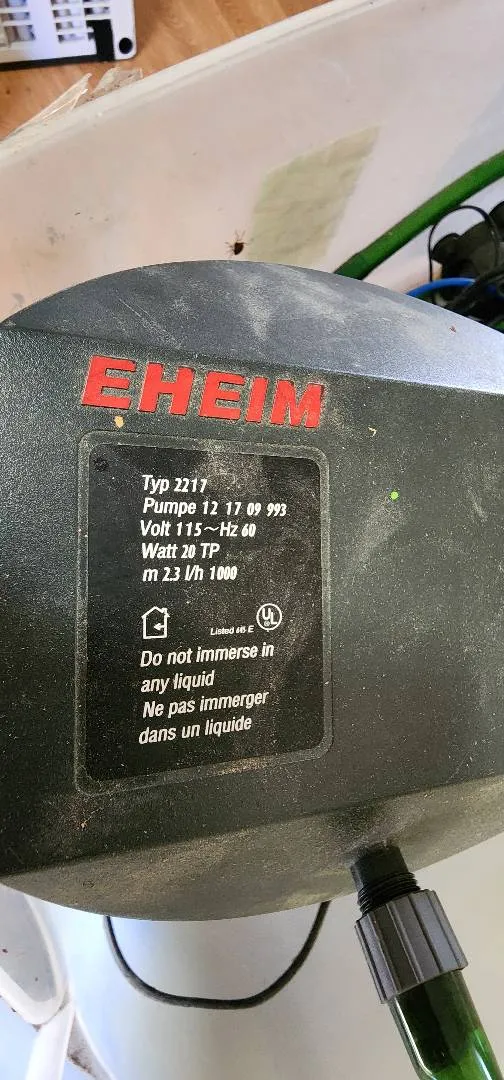 EHEIM
Typ 2217
Pumpe 12 17 09 993
Volt 115~Hz 60
Watt 20 TP
m 2.3 l/h 1000
UL
Listed E
Do not immerse in
any liquid
Ne pas immerger
dans un liquide